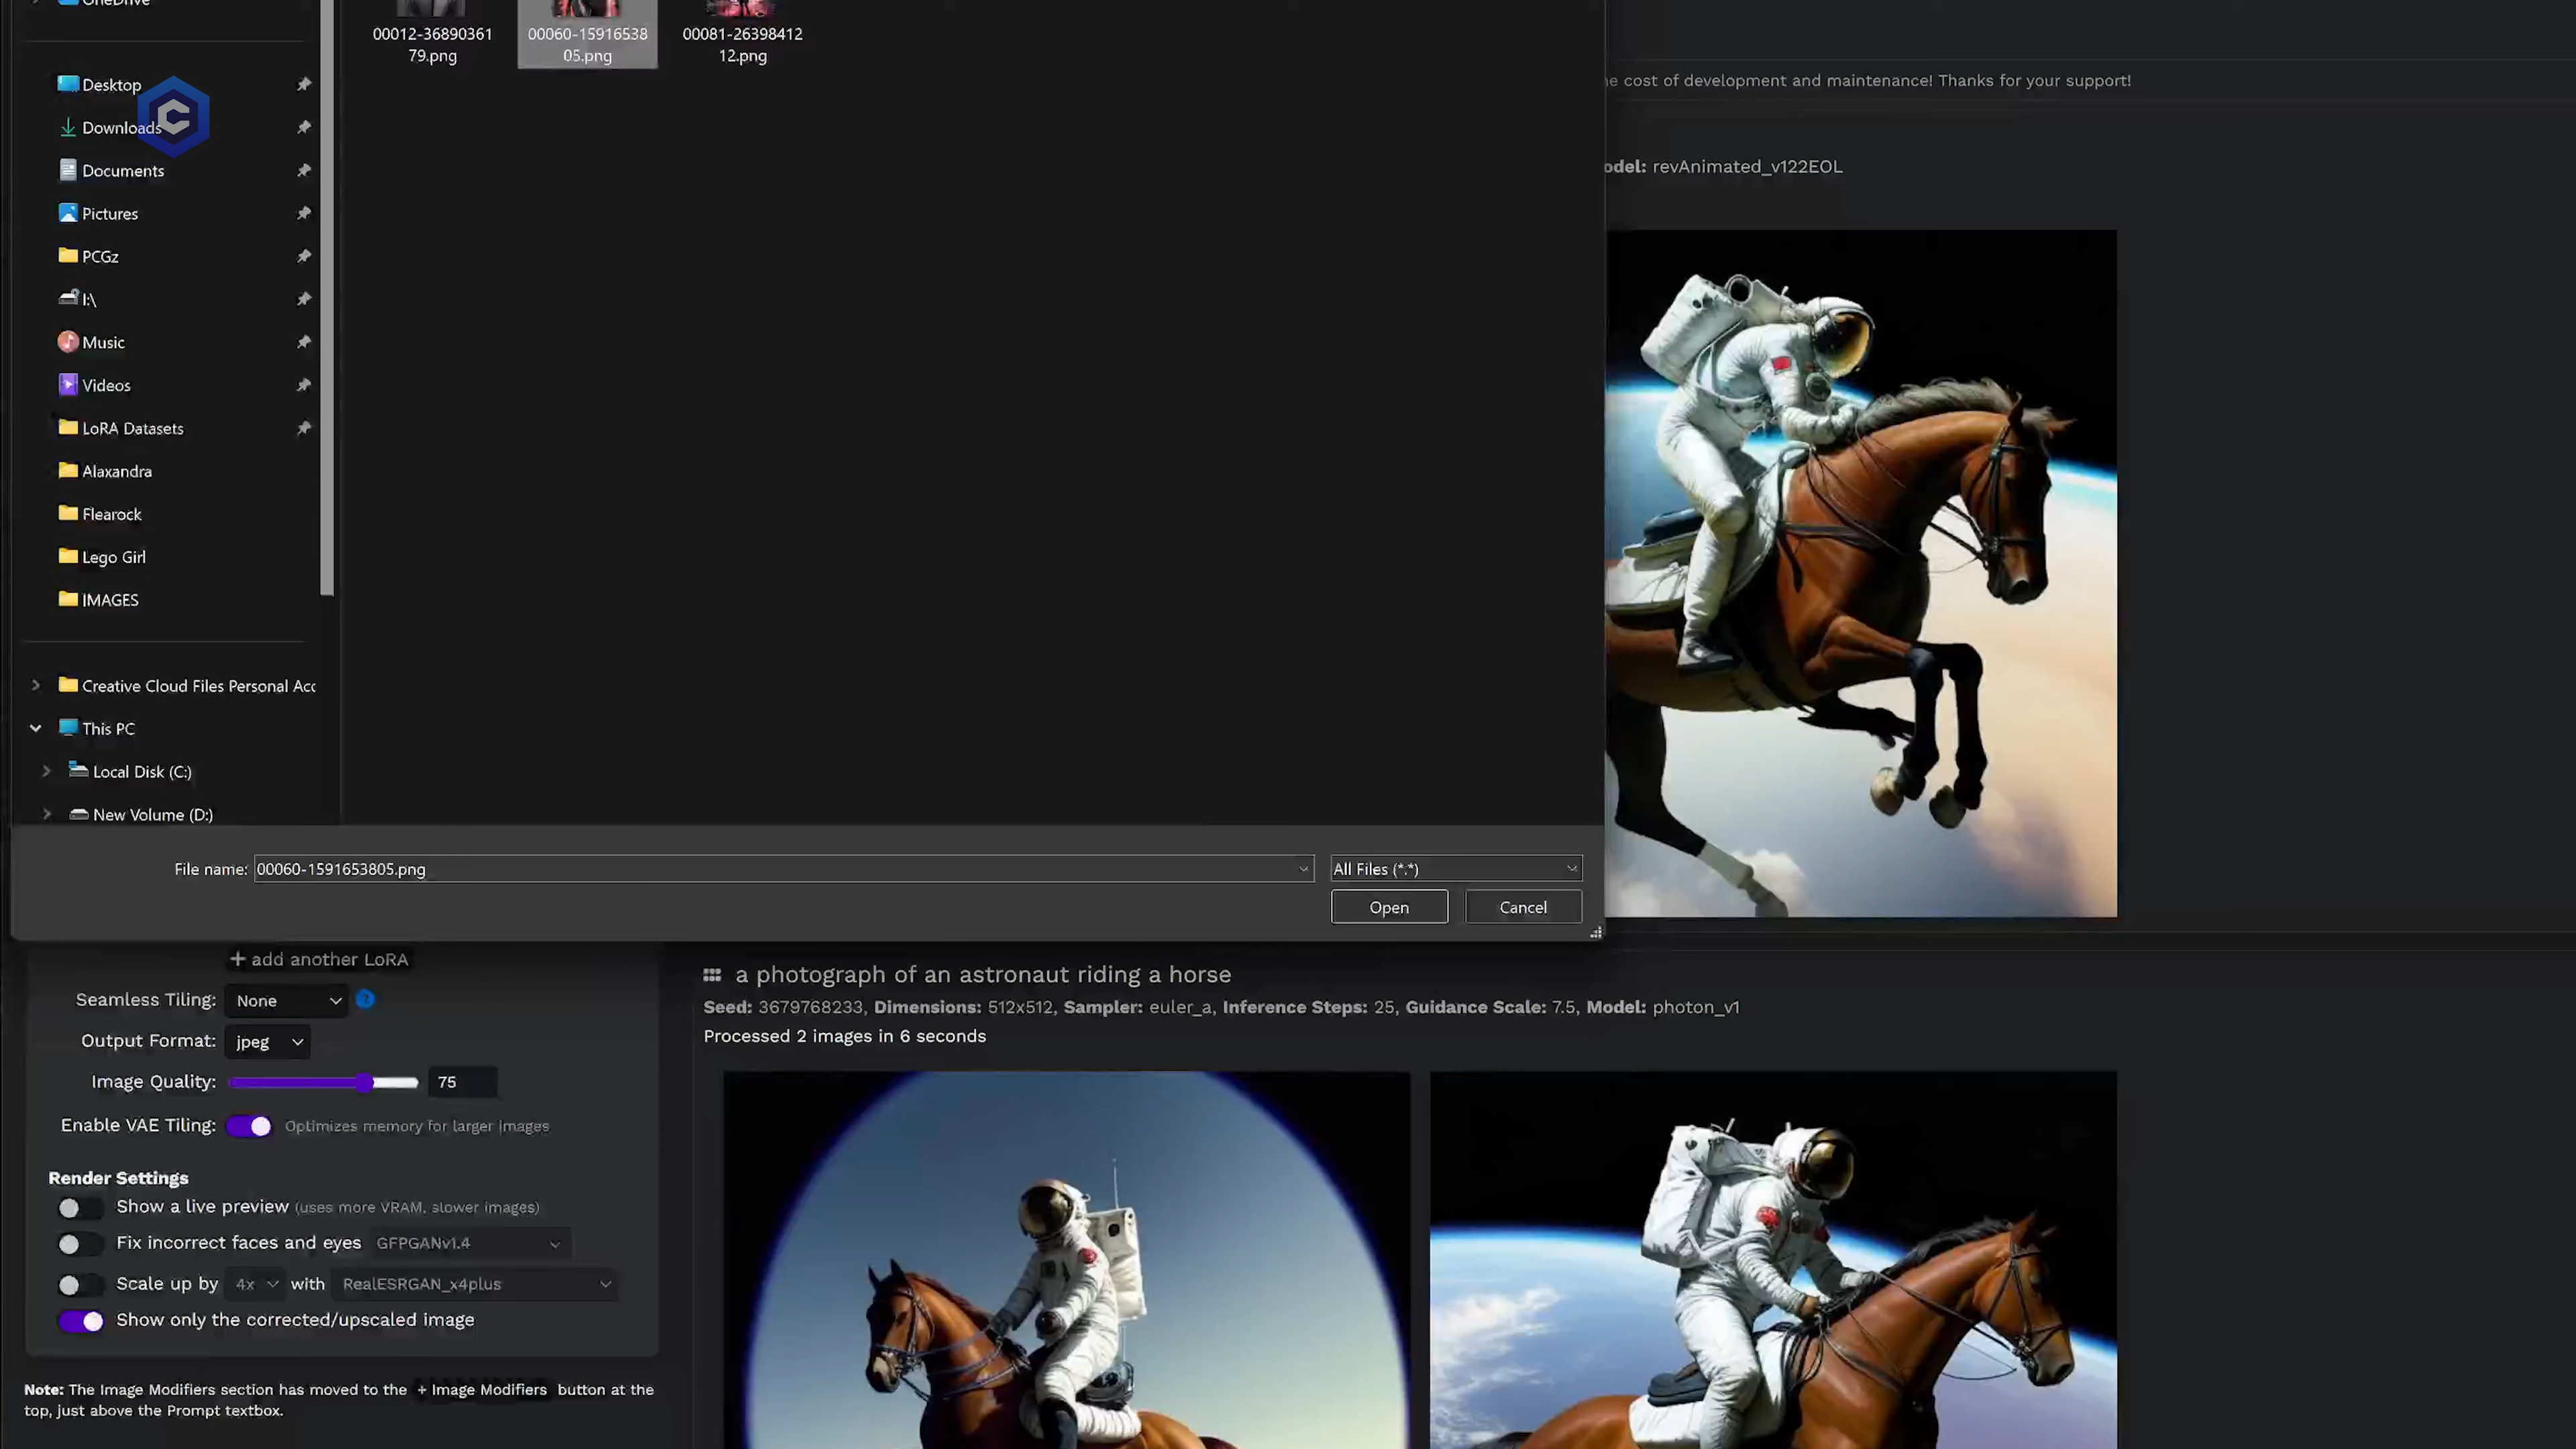 OneDrive
00012-36890361
79.png
00060-15916538
05.png
00081-26398412
12.png
Desktop
Downloads
Documents
Pictures
PCGz
I:\
Music
Videos
LoRA Datasets
Alaxandra
Flearock
Lego Girl
IMAGES
Creative Cloud Files Personal Acc
This PC
Local Disk (C:)
New Volume (D:)
File name: 00060-1591653805.png
All Files (*.*)
Open
Cancel
cost of development and maintenance! Thanks for your support!
revAnimated_v122EOL
+ add another LoRA
Seamless Tiling: None ?
Output Format: jpeg
Image Quality: 75
Enable VAE Tiling: Optimizes memory for larger images
Render Settings
Show a live preview (uses more VRAM, slower images)
Fix incorrect faces and eyes GFPGANv1.4
Scale up by 4x with RealESRGAN_x4plus
Show only the corrected/upscaled image
Note: The Image Modifiers section has moved to the + Image Modifiers button at the
top, just above the Prompt textbox.
a photograph of an astronaut riding a horse
Seed: 3679768233, Dimensions: 512x512, Sampler: euler_a, Inference Steps: 25, Guidance Scale: 7.5, Model: photon_v1
Processed 2 images in 6 seconds